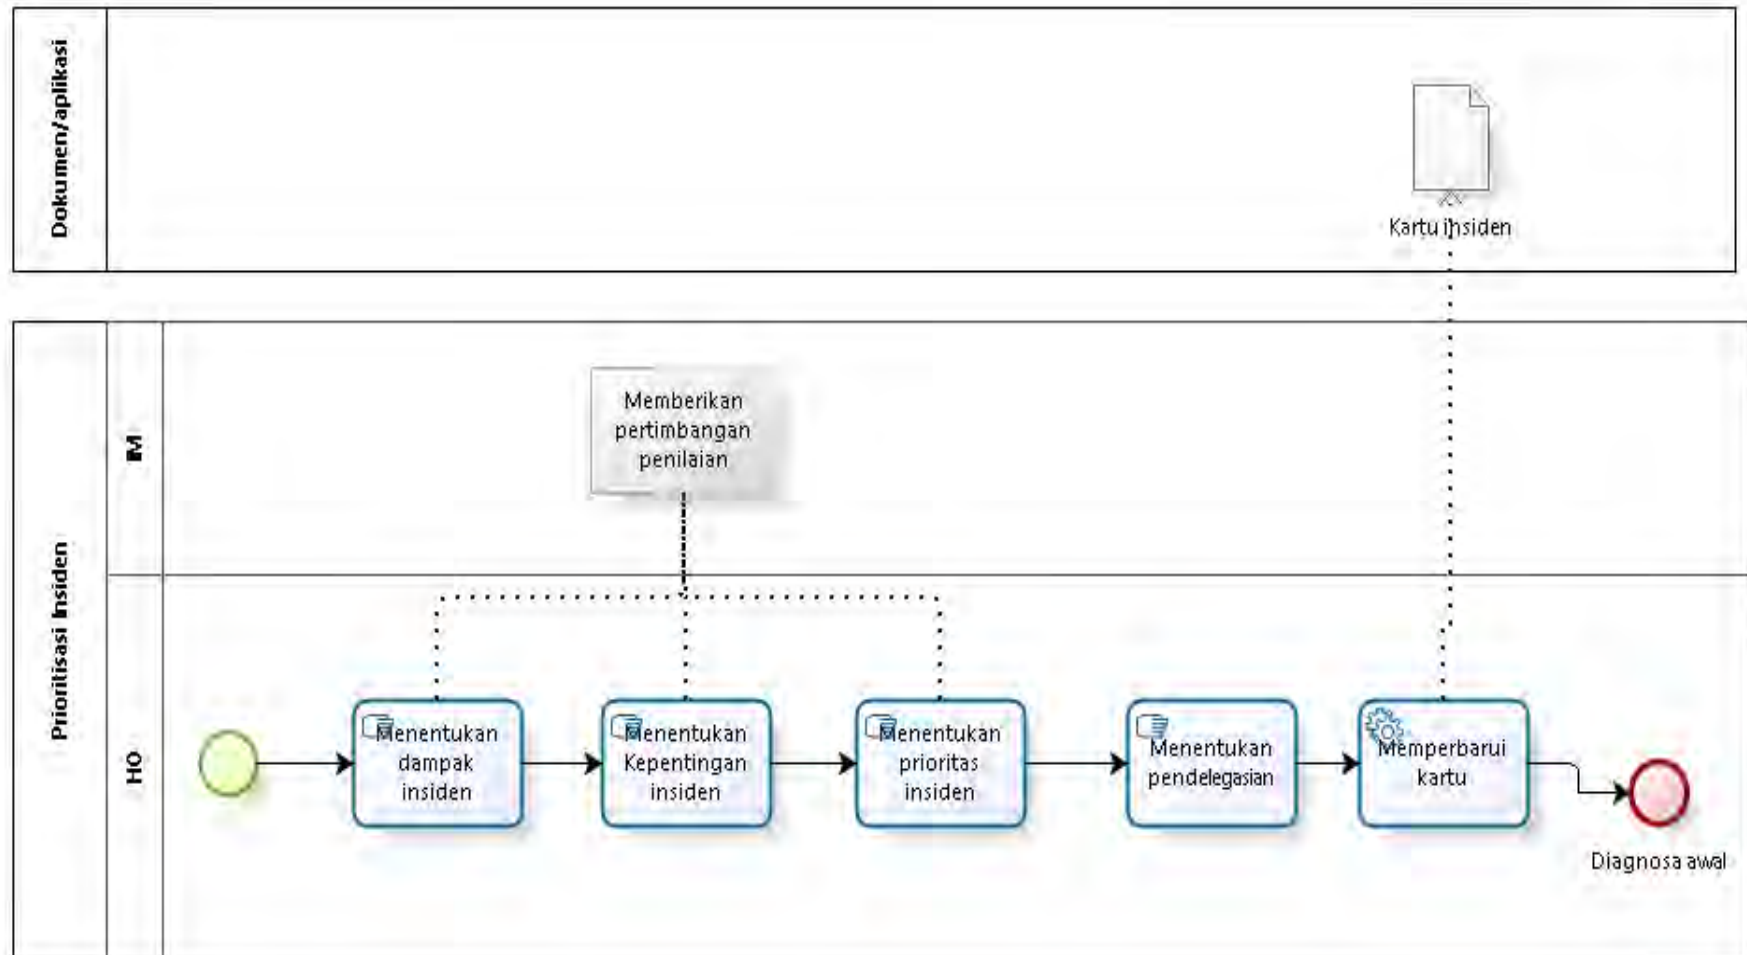 Dokumen/aplikasi
Kartu insiden
Prioritisasi Insiden
IM
Memberikan
pertimbangan
penilaian
HO
Menentukan
dampak
insiden
Menentukan
Kepentingan
insiden
Menentukan
prioritas
insiden
Menentukan
pendelegasian
Memperbarui
kartu
Diagnosa awal